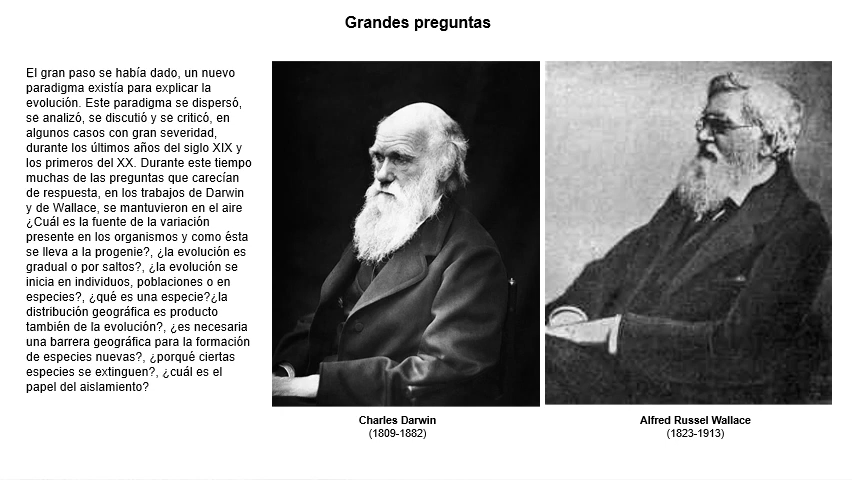 Grandes preguntas
El gran paso se había dado, un nuevo
paradigma existía para explicar la
evolución. Este paradigma se dispersó,
se analizó, se discutió y se criticó, en
algunos casos con gran severidad,
durante los últimos años del siglo XIX y
los primeros del XX. Durante este tiempo
muchas de las preguntas que carecían
de respuesta, en los trabajos de Darwin
y de Wallace, se mantuvieron en el aire
¿Cuál es la fuente de la variación
presente en los organismos y como ésta
se lleva a la progenie?, ¿la evolución es
gradual o por saltos?, ¿la evolución se
inicia en individuos, poblaciones o en
especies?, ¿qué es una especie?¿la
distribución geográfica es producto
también de la evolución?, ¿es necesaria
una barrera geográfica para la formación
de especies nuevas?, ¿porqué ciertas
especies se extinguen?, ¿cuál es el
papel del aislamiento?
Charles Darwin
(1809-1882)
Alfred Russel Wallace
(1823-1913)